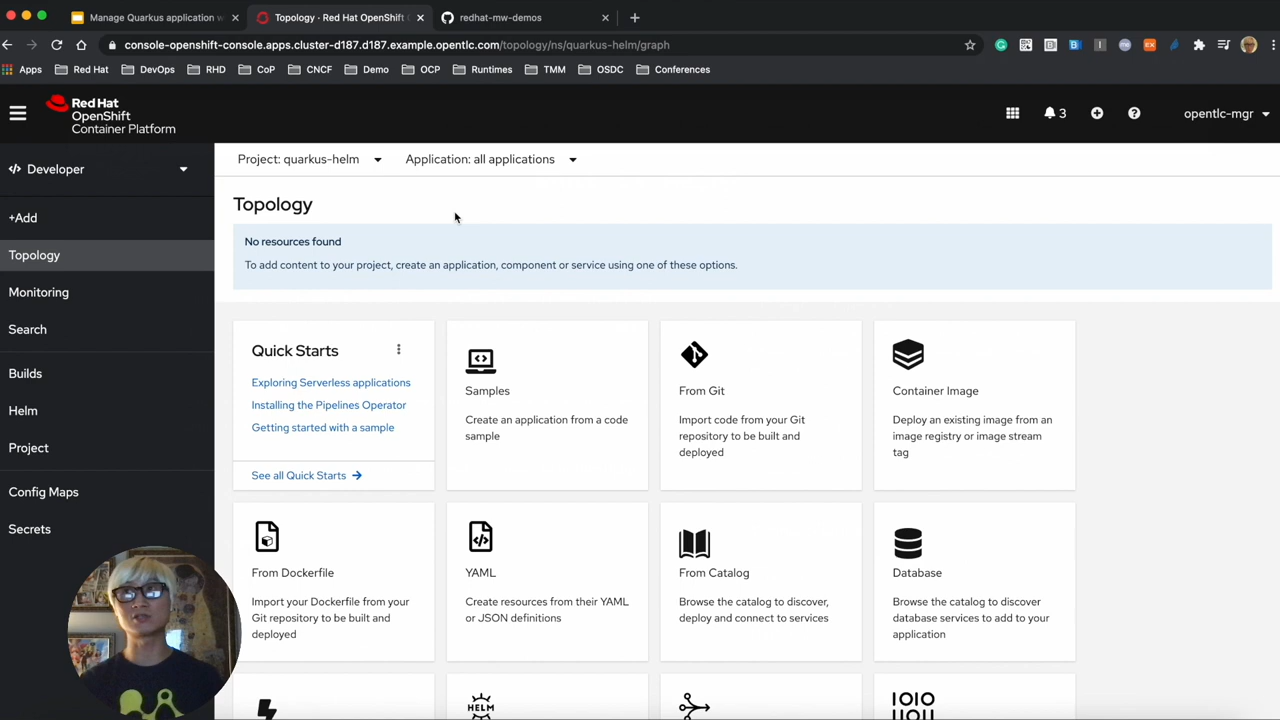 Manage Quarkus application w
Topology · Red Hat OpenShift C
redhat-mw-demos
console-openshift-console.apps.cluster-d187.d187.example.opentlc.com/topology/ns/quarkus-helm/graph
Apps
Red Hat
DevOps
RHD
CoP
CNCF
Demo
OCP
Runtimes
TMM
OSDC
Conferences
Red Hat
OpenShift
Container Platform
3
opentlc-mgr
Developer
Project: quarkus-helm
Application: all applications
+Add
Topology
Monitoring
Search
Builds
Helm
Project
Config Maps
Secrets
Topology
No resources found
To add content to your project, create an application, component or service using one of these options.
Quick Starts
Exploring Serverless applications
Installing the Pipelines Operator
Getting started with a sample
See all Quick Starts
Samples
Create an application from a code
sample
From Git
Import code from your Git
repository to be built and
deployed
Container Image
Deploy an existing image from an
image registry or image stream
tag
From Dockerfile
Import your Dockerfile from your
Git repository to be built and
deployed
YAML
Create resources from their YAML
or JSON definitions
From Catalog
Browse the catalog to discover,
deploy and connect to services
Database
Browse the catalog to discover
database services to add to your
application
HELM